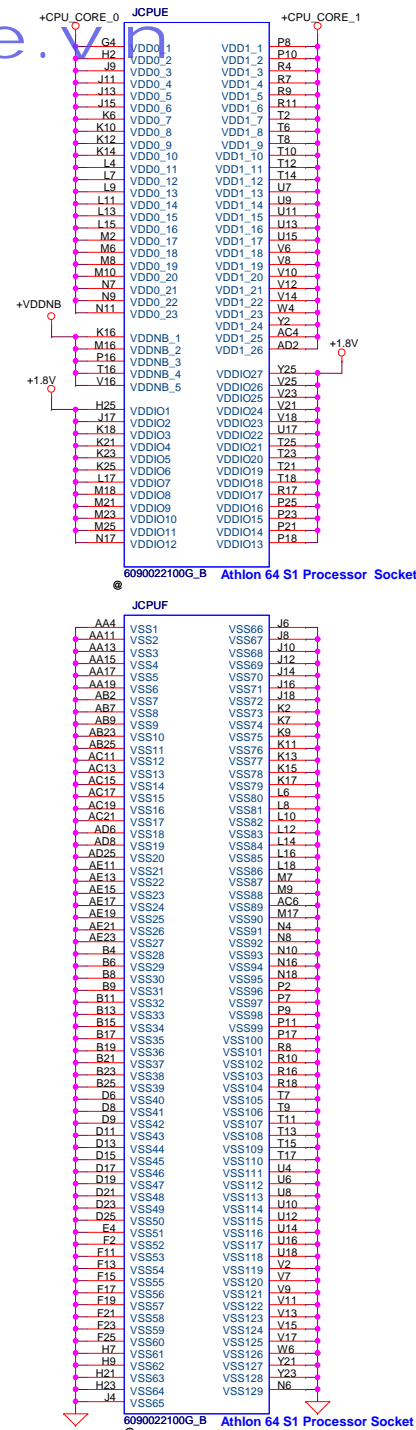 JCPUE
+CPU_CORE_0 +CPU_CORE_1
e.vn
G4 VDD0_1 VDD1_1 P8
H2 VDD0_2 VDD1_2 P10
J9 VDD0_3 VDD1_3 R4
J11 VDD0_4 VDD1_4 R7
J13 VDD0_5 VDD1_5 R9
J15 VDD0_6 VDD1_6 R11
K6 VDD0_7 VDD1_7 T2
K10 VDD0_8 VDD1_8 T6
K12 VDD0_9 VDD1_9 T8
K14 VDD0_10 VDD1_10 T10
L4 VDD0_11 VDD1_11 T12
L7 VDD0_12 VDD1_12 T14
L9 VDD0_13 VDD1_13 U7
L11 VDD0_14 VDD1_14 U9
L13 VDD0_15 VDD1_15 U11
L15 VDD0_16 VDD1_16 U13
M2 VDD0_17 VDD1_17 U15
M6 VDD0_18 VDD1_18 V6
M8 VDD0_19 VDD1_19 V8
M10 VDD0_20 VDD1_20 V10
N7 VDD0_21 VDD1_21 V12
N9 VDD0_22 VDD1_22 V14
N11 VDD0_23 VDD1_23 W4
VDD1_24 Y2
+VDDNB
K16 VDDNB_1 VDD1_25 AC4
M16 VDDNB_2 VDD1_26 AD2
P16 VDDNB_3
+1.8V
T16 VDDNB_4 VDDIO27 Y25
V16 VDDNB_5 VDDIO26 V25
+1.8V
VDDIO25 V23
H25 VDDIO1 VDDIO24 V21
J17 VDDIO2 VDDIO23 V18
K18 VDDIO3 VDDIO22 U17
K21 VDDIO4 VDDIO21 T25
K23 VDDIO5 VDDIO20 T23
K25 VDDIO6 VDDIO19 T21
L17 VDDIO7 VDDIO18 T18
M18 VDDIO8 VDDIO17 R17
M21 VDDIO9 VDDIO16 P25
M23 VDDIO10 VDDIO15 P23
M25 VDDIO11 VDDIO14 P21
N17 VDDIO12 VDDIO13 P18
6090022100G_B Athlon 64 S1 Processor Socket
@
JCPUF
AA4 VSS1 VSS66 J6
AA11 VSS2 VSS67 J8
AA13 VSS3 VSS68 J10
AA15 VSS4 VSS69 J12
AA17 VSS5 VSS70 J14
AA19 VSS6 VSS71 J16
AB2 VSS7 VSS72 J18
AB7 VSS8 VSS73 K2
AB9 VSS9 VSS74 K7
AB23 VSS10 VSS75 K9
AB25 VSS11 VSS76 K11
AC11 VSS12 VSS77 K13
AC13 VSS13 VSS78 K15
AC15 VSS14 VSS79 K17
AC17 VSS15 VSS80 L6
AC19 VSS16 VSS81 L8
AC21 VSS17 VSS82 L10
AD6 VSS18 VSS83 L12
AD8 VSS19 VSS84 L14
AD25 VSS20 VSS85 L16
AE11 VSS21 VSS86 L18
AE13 VSS22 VSS87 M7
AE15 VSS23 VSS88 M9
AE17 VSS24 VSS89 AC6
AE19 VSS25 VSS90 M17
AE21 VSS26 VSS91 N4
AE23 VSS27 VSS92 N8
B4 VSS28 VSS93 N10
B6 VSS29 VSS94 N16
B8 VSS30 VSS95 N18
B9 VSS31 VSS96 P2
B11 VSS32 VSS97 P7
B13 VSS33 VSS98 P9
B15 VSS34 VSS99 P11
B17 VSS35 VSS100 P17
B19 VSS36 VSS101 R8
B21 VSS37 VSS102 R10
B23 VSS38 VSS103 R16
B25 VSS39 VSS104 R18
D6 VSS40 VSS105 T7
D8 VSS41 VSS106 T9
D9 VSS42 VSS107 T11
D11 VSS43 VSS108 T13
D13 VSS44 VSS109 T15
D15 VSS45 VSS110 T17
D17 VSS46 VSS111 U4
D19 VSS47 VSS112 U6
D21 VSS48 VSS113 U8
D23 VSS49 VSS114 U10
D25 VSS50 VSS115 U12
E4 VSS51 VSS116 U14
F2 VSS52 VSS117 U16
F11 VSS53 VSS118 U18
F13 VSS54 VSS119 V2
F15 VSS55 VSS120 V7
F17 VSS56 VSS121 V9
F19 VSS57 VSS122 V11
F21 VSS58 VSS123 V13
F23 VSS59 VSS124 V15
F25 VSS60 VSS125 V17
H7 VSS61 VSS126 W6
H9 VSS62 VSS127 Y21
H21 VSS63 VSS128 Y23
H23 VSS64 VSS129 N6
J4 VSS65
6090022100G_B Athlon 64 S1 Processor Socket